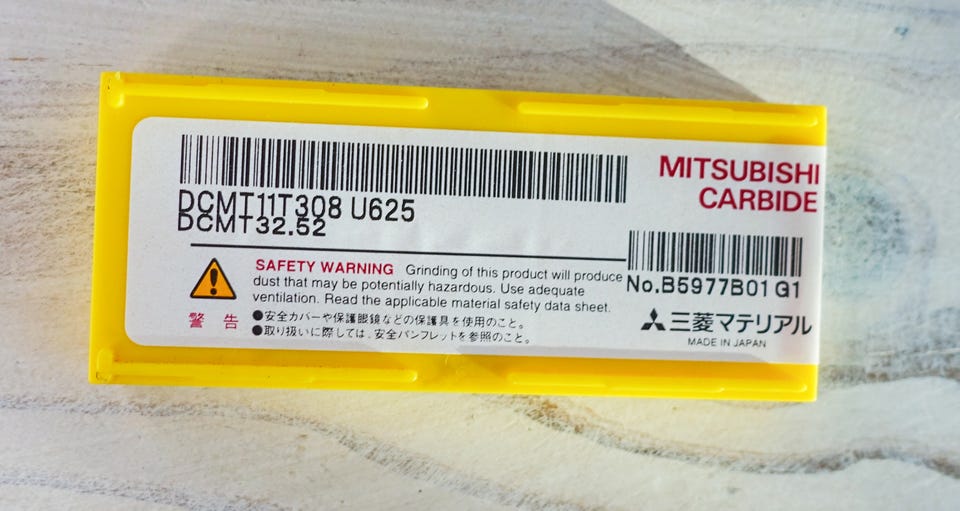 DCMT11T308 U625
DCMT32.52
MITSUBISHI
CARBIDE
SAFETY WARNING Grinding of this product will produce
dust that may be potentially hazardous. Use adequate
ventilation. Read the applicable material safety data sheet.
警告
●安全カバーや保護眼鏡などの保護具を使用のこと。
●取り扱いに際しては、安全パンフレットを参照のこと。
No.B5977B01 G1
三菱マテリアル
MADE IN JAPAN